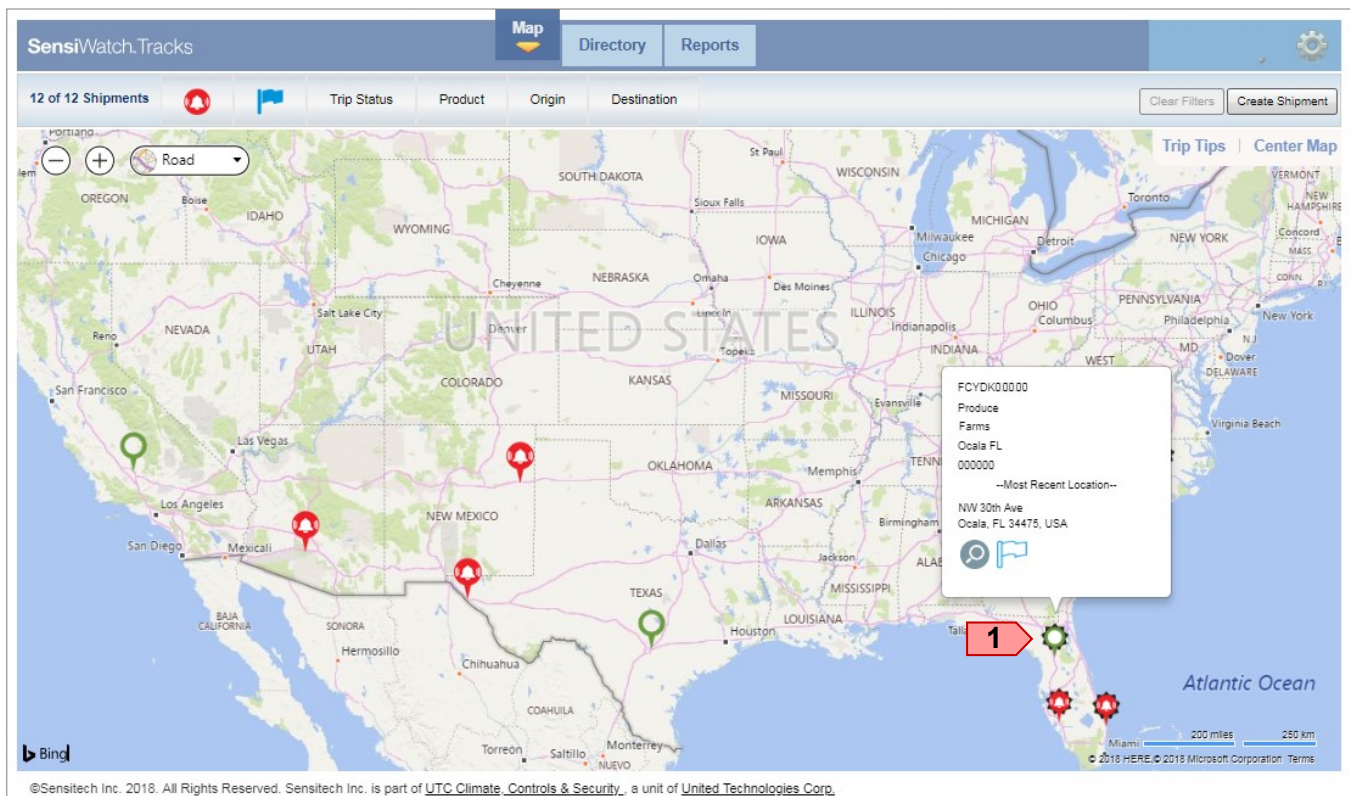 SensiWatch.Tracks
Map
Directory
Reports
12 of 12 Shipments
Trip Status
Product
Origin
Destination
Clear Filters
Create Shipment
Portland
Road
Trip Tips | Center Map
St Paul
WISCONSIN
VERMONT
SOUTH DAKOTA
OREGON
Boise
IDAHO
Sioux Falls
Toronto
NEW
HAMPSHIRE
WYOMING
MICHIGAN
Milwaukee
Detroit
NEW YORK
Concord
MASS
IOWA
Chicago
Cheyenne
NEBRASKA
Omaha
Des Moines
CONN.
RI
Salt Lake City
Lincoln
ILLINOIS
OHIO
PENNSYLVANIA
Reno
NEVADA
UNITED STATES
Denver
Indianapolis
Columbus
Philadelphia
New York
UTAH
Topeka
INDIANA
WEST
MD
N J
Dover
DELAWARE
San Francisco
COLORADO
KANSAS
MISSOURI
Evansville
FCYDK00000
Produce
Farms
Ocala FL
000000
--Most Recent Location--
NW 30th Ave
Ocala, FL 34475, USA
Virginia Beach
Las Vegas
OKLAHOMA
Memphis
TENN
Los Angeles
NEW MEXICO
ARKANSAS
Birmingham
San Diego
Mexicali
Dallas
Jackson
ALAB
MISSISSIPPI
TEXAS
BAJA
CALIFORNIA
SONORA
LOUISIANA
Houston
Talla
1
Hermosillo
Chihuahua
Atlantic Ocean
COAHUILA
Bing
Torreón
Saltillo
Monterrey
NUEVO
Miami
200 miles
250 km
© 2018 HERE,© 2018 Microsoft Corporation Terms
©Sensitech Inc. 2018. All Rights Reserved. Sensitech Inc. is part of UTC Climate, Controls & Security , a unit of United Technologies Corp.